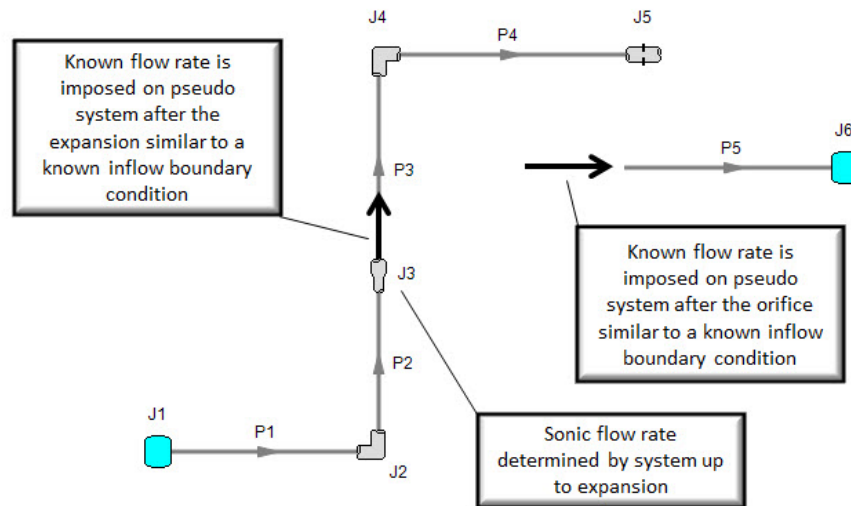 J4
P4
J5
Known flow rate is
imposed on pseudo
system after the
expansion similar to a
known inflow boundary
condition
P3
P5
J6
J3
Known flow rate is
imposed on pseudo
system after the orifice
similar to a known inflow
boundary condition
P2
J1
P1
J2
Sonic flow rate
determined by system up
to expansion